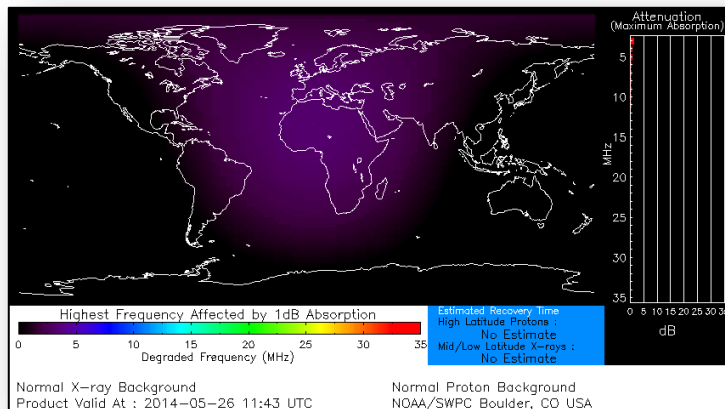 Attenuation
(Maximum Absorption)
5
10
15
20
25
30
35
MHz
0 5 10 15 20 25 30 35
dB
Highest Frequency Affected by 1dB Absorption
0 5 10 15 20 25 30 35
Degraded Frequency (MHz)
Estimated Recovery Time
High Latitude Protons :
No Estimate
Mid/Low Latitude X-rays :
No Estimate
Normal X-ray Background
Normal Proton Background
Product Valid At : 2014-05-26 11:43 UTC
NOAA/SWPC Boulder, CO USA